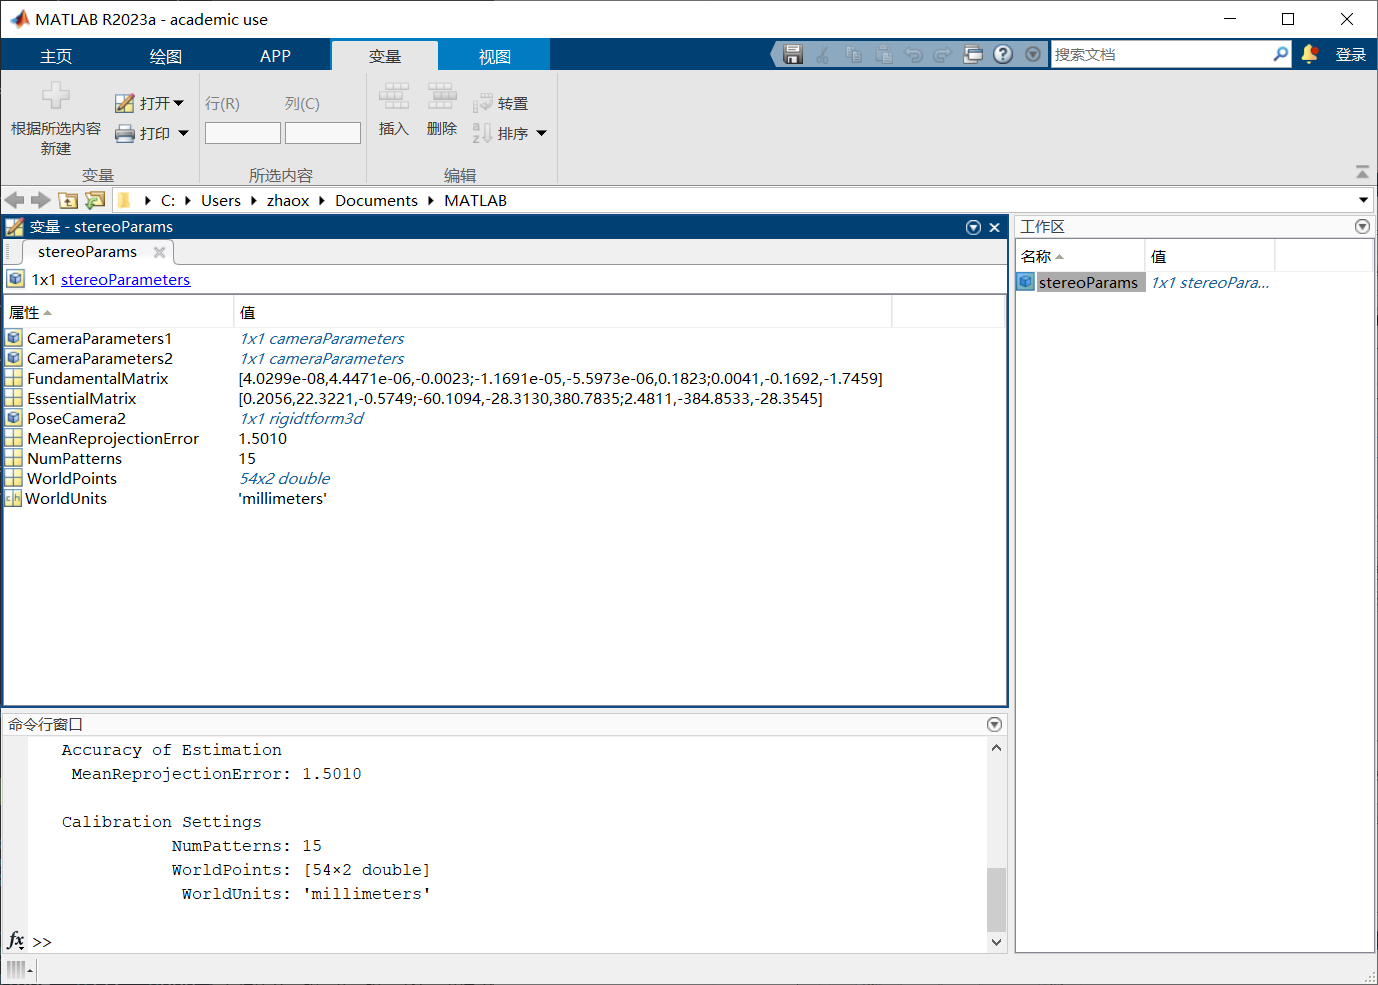 MATLAB R2023a - academic use
主页 绘图 APP 变量 视图 搜索文档 登录
根据所选内容
新建
打开
打印
变量
行(R) 列(C)
所选内容
插入 删除
转置
排序
编辑
C: Users zhaox Documents MATLAB
变量 - stereoParams
stereoParams
1x1 stereoParameters
属性 值
CameraParameters1 1x1 cameraParameters
CameraParameters2 1x1 cameraParameters
FundamentalMatrix [4.0299e-08,4.4471e-06,-0.0023;-1.1691e-05,-5.5973e-06,0.1823;0.0041,-0.1692,-1.7459]
EssentialMatrix [0.2056,22.3221,-0.5749;-60.1094,-28.3130,380.7835;2.4811,-384.8533,-28.3545]
PoseCamera2 1x1 rigidtform3d
MeanReprojectionError 1.5010
NumPatterns 15
WorldPoints 54x2 double
WorldUnits 'millimeters'
工作区
名称 值
stereoParams 1x1 stereoPara...
命令行窗口
Accuracy of Estimation
MeanReprojectionError: 1.5010
Calibration Settings
NumPatterns: 15
WorldPoints: [54×2 double]
WorldUnits: 'millimeters'
fx >>